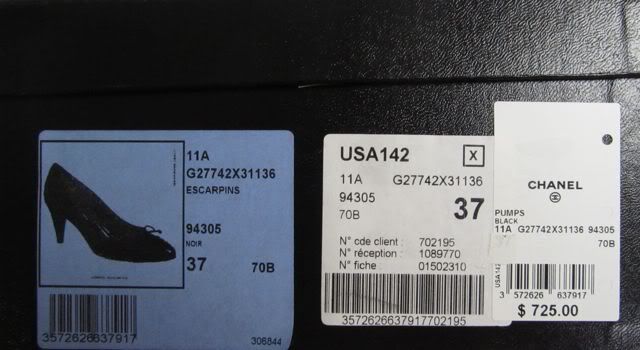 11A
G27742X31136
ESCARPINS
94305
NOIR
37 70B
3572626637917
306844
USA142 X
11A G27742X31136
94305 37
70B
N° cde client : 702195
N° réception : 1089770
N° fiche : 01502310
3572626637917702195
CHANEL
PUMPS
BLACK
11A G27742X31136 94305
70B
USA142
3 572626 637917
$ 725.00